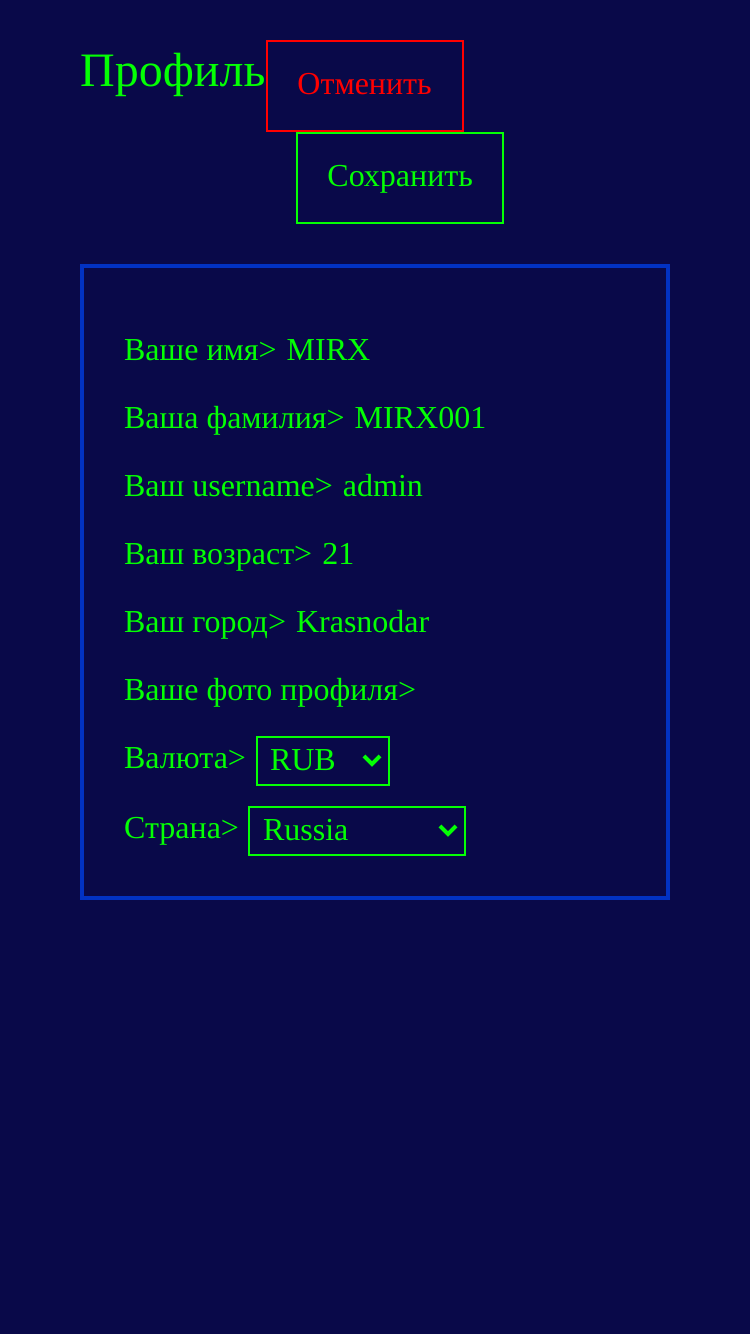 Профиль Отменить
Сохранить
Ваше имя> MIRX
Ваша фамилия> MIRX001
Ваш username> admin
Ваш возраст> 21
Ваш город> Krasnodar
Ваше фото профиля>
Валюта> RUB
Страна> Russia